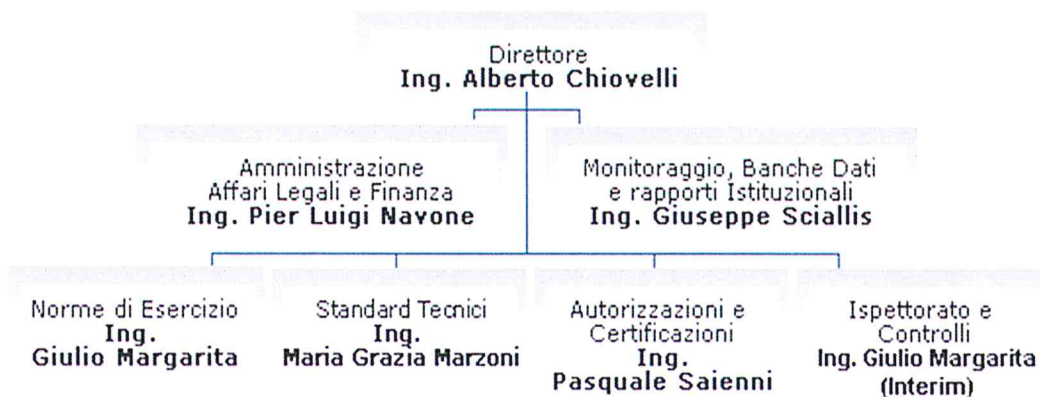 Direttore
Ing. Alberto Chiovelli
Amministrazione
Affari Legali e Finanza
Ing. Pier Luigi Navone
Monitoraggio, Banche Dati
e rapporti Istituzionali
Ing. Giuseppe Sciallis
Norme di Esercizio
Ing.
Giulio Margarita
Standard Tecnici
Ing.
Maria Grazia Marzoni
Autorizzazioni e
Certificazioni
Ing.
Pasquale Saienni
Ispettorato e
Controlli
Ing. Giulio Margarita
(Interim)